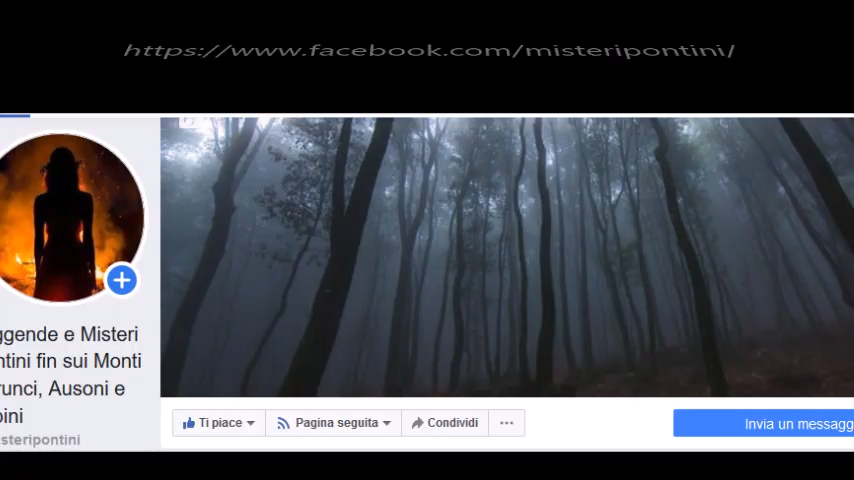 https://www.facebook.com/misteripontini/
ggende e Misteri
ntini fin sui Monti
runci, Ausoni e
pini
steripontini
Ti piace
Pagina seguita
Condividi
...
Invia un messagg